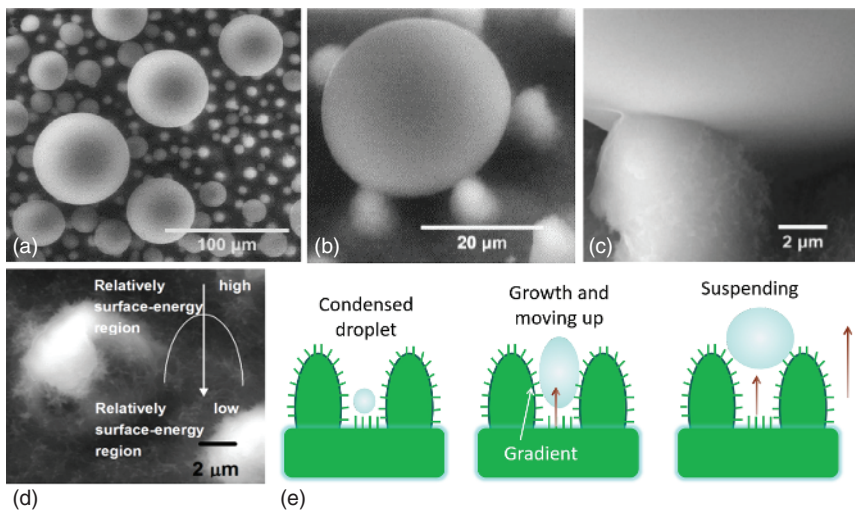 (a)
100 μm
(b)
20 μm
(c)
2 μm
Relatively
surface-energy
region
high
Relatively
surface-energy
region
low
2 μm
(d)
Condensed
droplet
Growth and
moving up
Suspending
Gradient
(e)